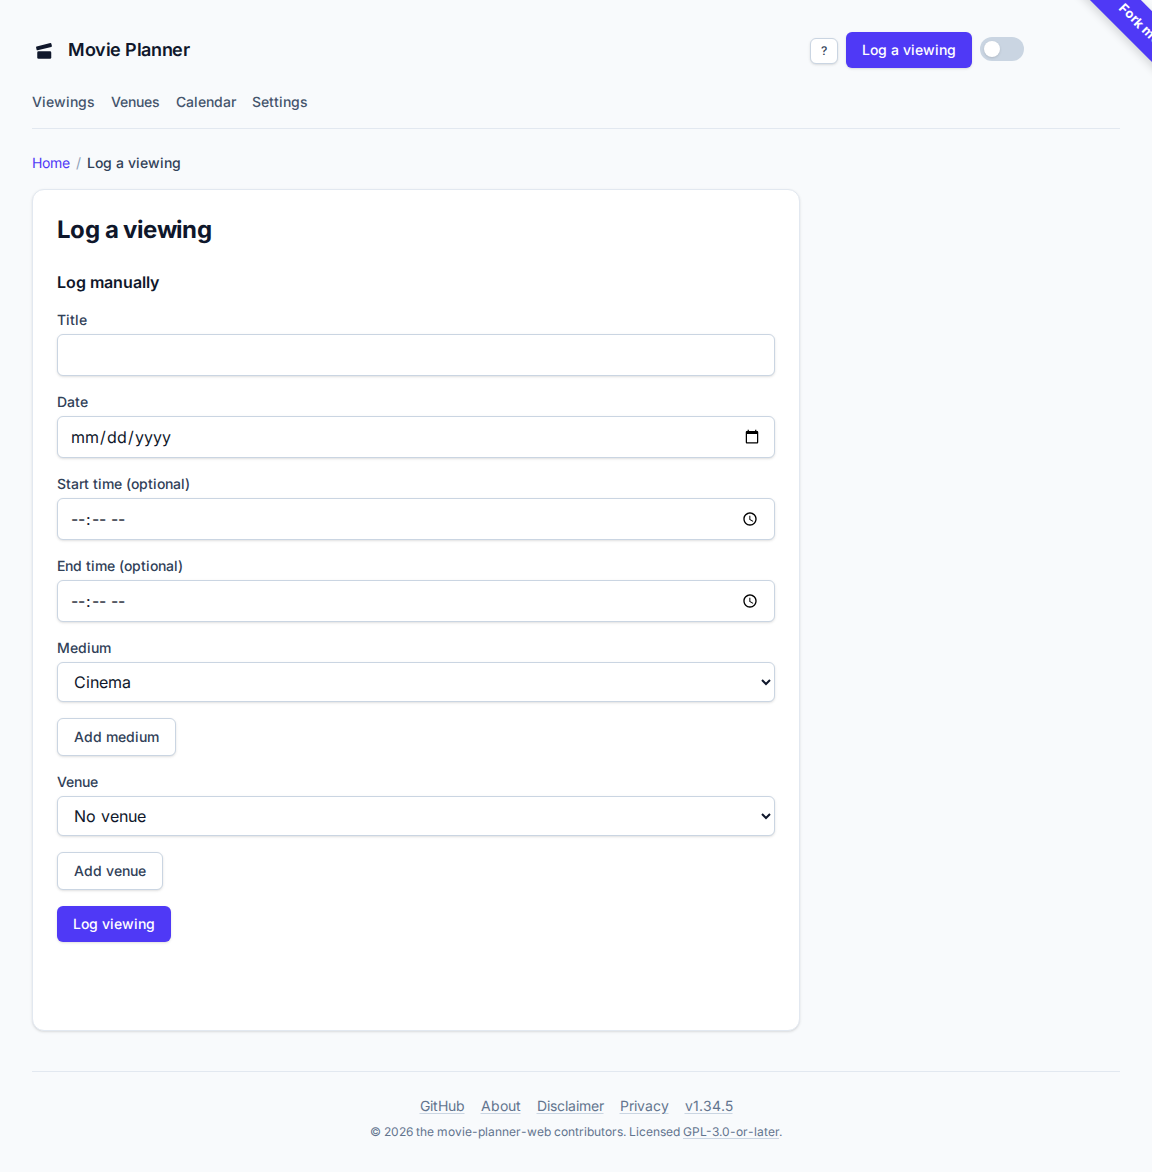 Movie Planner
?
Log a viewing
Fork m
Viewings Venues Calendar Settings
Home / Log a viewing
Log a viewing
Log manually
Title
Date
mm/dd/yyyy
Start time (optional)
--:-- --
End time (optional)
--:-- --
Medium
Cinema
Add medium
Venue
No venue
Add venue
Log viewing
GitHub About Disclaimer Privacy v1.34.5
© 2026 the movie-planner-web contributors. Licensed GPL-3.0-or-later.